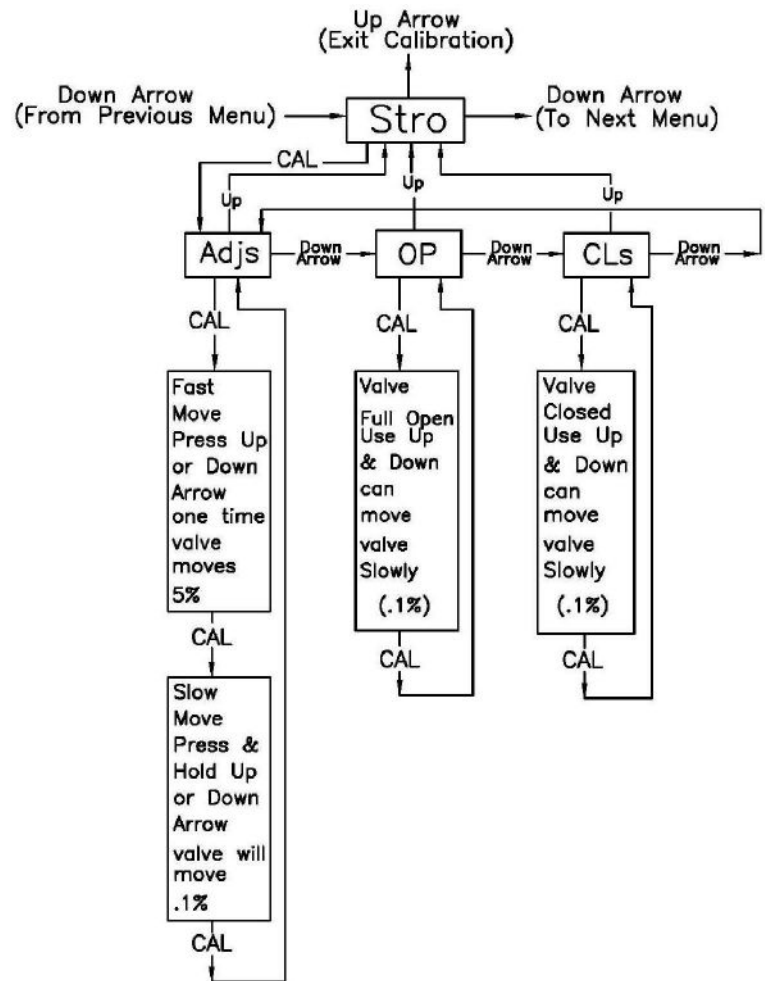 Up Arrow
(Exit Calibration)
Down Arrow
(From Previous Menu)
Stro
Down Arrow
(To Next Menu)
CAL
Up
Up
Up
Adjs
Down
Arrow
OP
Down
Arrow
CLs
Down
Arrow
CAL
CAL
CAL
Fast
Move
Press Up
or Down
Arrow
one time
valve
moves
5%
Valve
Full Open
Use Up
& Down
can
move
valve
Slowly
(.1%)
Valve
Closed
Use Up
& Down
can
move
valve
Slowly
(.1%)
CAL
CAL
CAL
Slow
Move
Press &
Hold Up
or Down
Arrow
valve will
move
.1%
CAL